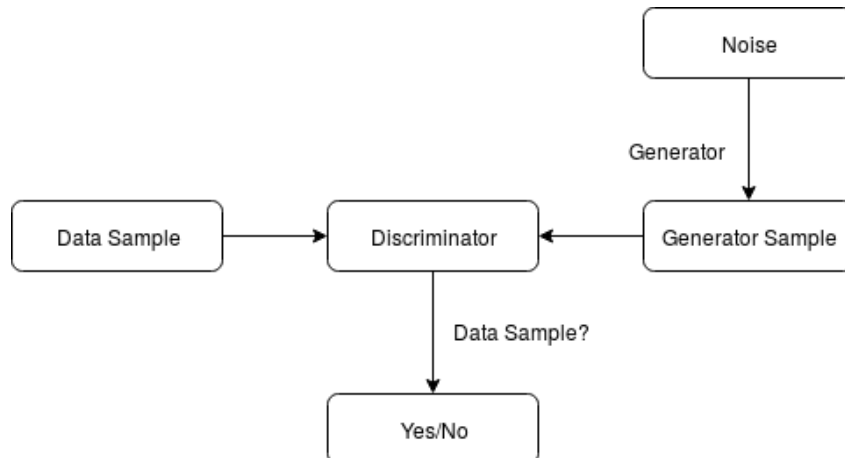 Noise
Generator
Data Sample
Discriminator
Generator Sample
Data Sample?
Yes/No